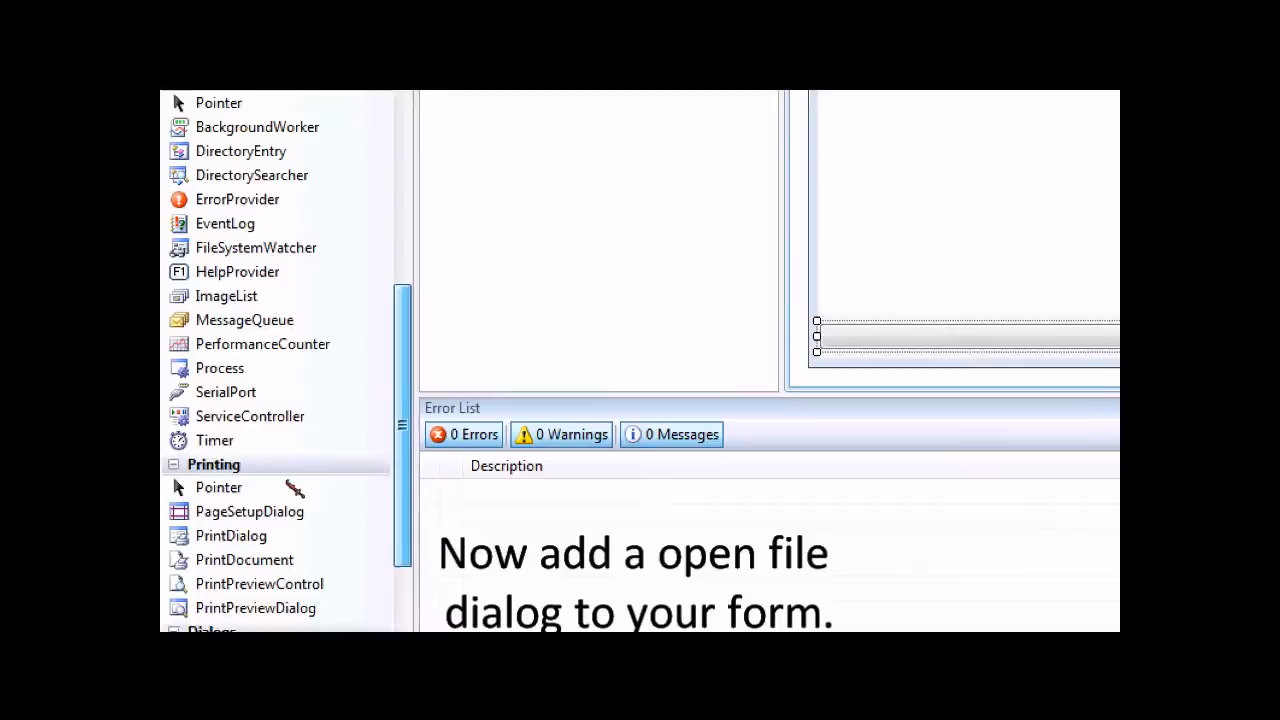 Pointer
BackgroundWorker
DirectoryEntry
DirectorySearcher
ErrorProvider
EventLog
FileSystemWatcher
F1 HelpProvider
ImageList
MessageQueue
PerformanceCounter
Process
SerialPort
ServiceController
Timer
Printing
Pointer
PageSetupDialog
PrintDialog
PrintDocument
PrintPreviewControl
PrintPreviewDialog
Dialogs
Error List
0 Errors 0 Warnings 0 Messages
Description
Now add a open file
dialog to your form.